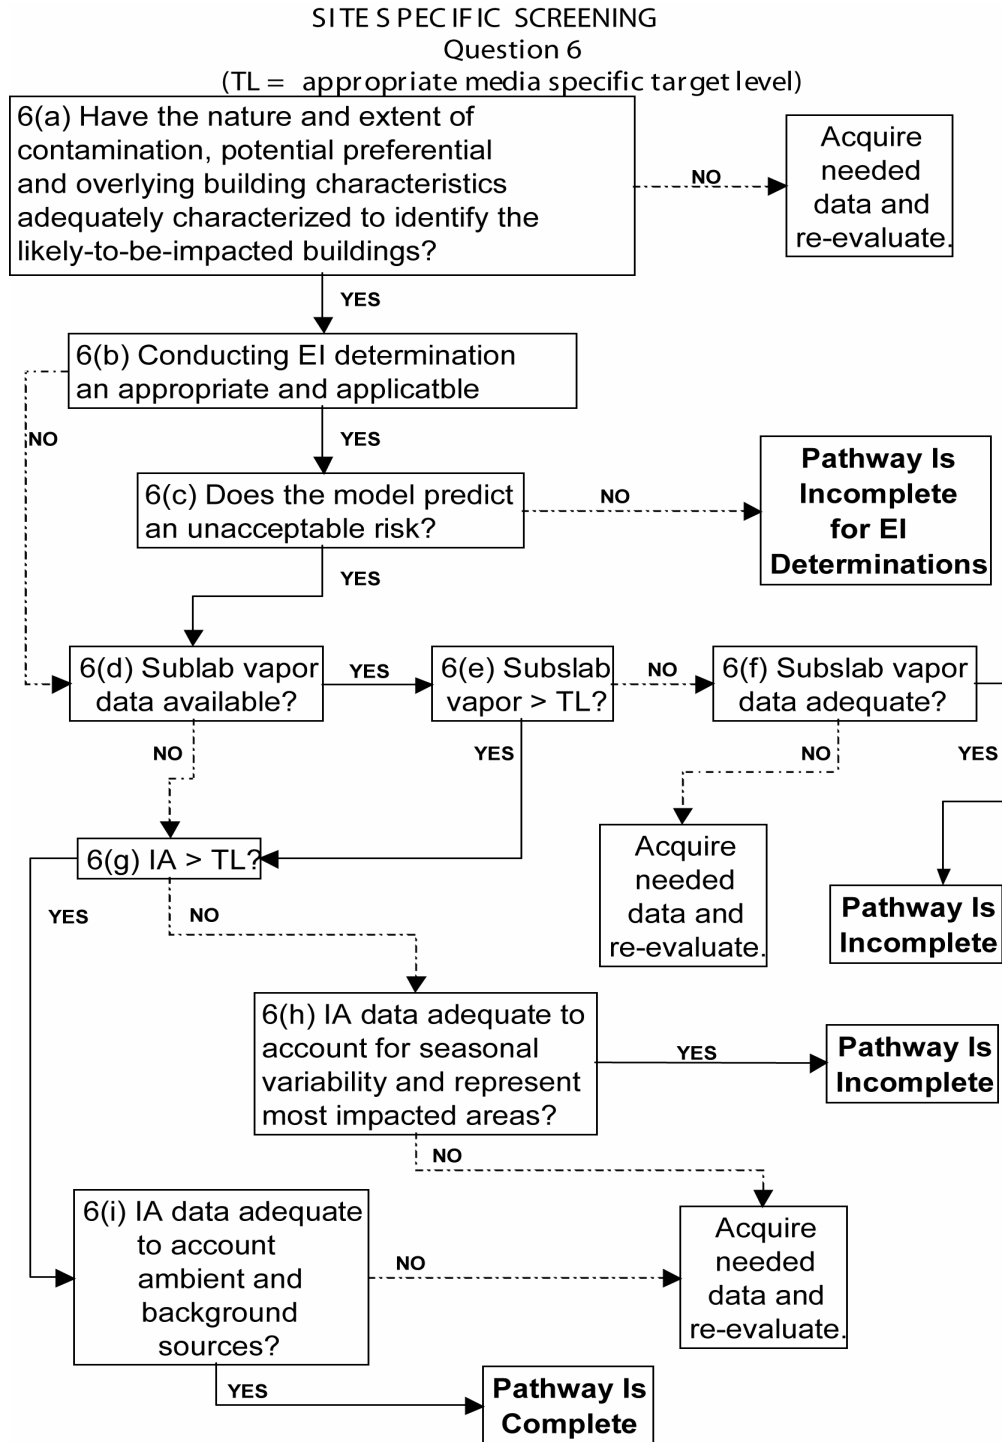 SITE SPECIFIC SCREENING
Question 6
(TL = appropriate media specific target level)
6(a) Have the nature and extent of
contamination, potential preferential
and overlying building characteristics
adequately characterized to identify the
likely-to-be-impacted buildings?
NO
Acquire
needed
data and
re-evaluate.
YES
6(b) Conducting EI determination
an appropriate and applicatble
NO
YES
6(c) Does the model predict
an unacceptable risk?
NO
Pathway Is
Incomplete
for EI
Determinations
YES
6(d) Sublab vapor
data available?
YES
6(e) Subslab
vapor > TL?
NO
6(f) Subslab vapor
data adequate?
NO
YES
NO
YES
Acquire
needed
data and
re-evaluate.
Pathway Is
Incomplete
6(g) IA > TL?
YES
NO
6(h) IA data adequate to
account for seasonal
variability and represent
most impacted areas?
YES
Pathway Is
Incomplete
NO
6(i) IA data adequate
to account
ambient and
background
sources?
NO
Acquire
needed
data and
re-evaluate.
YES
Pathway Is
Complete